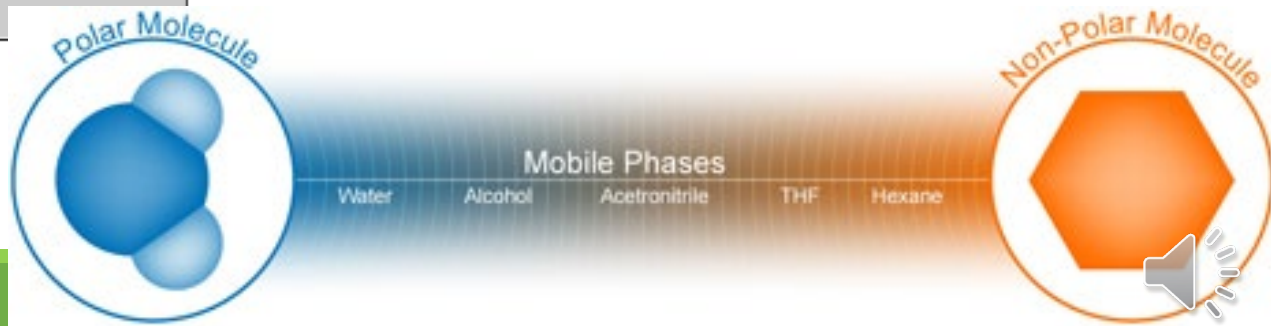 Polar Molecule
Non-Polar Molecule
Mobile Phases
Water Alcohol Acetronitrile THF Hexane